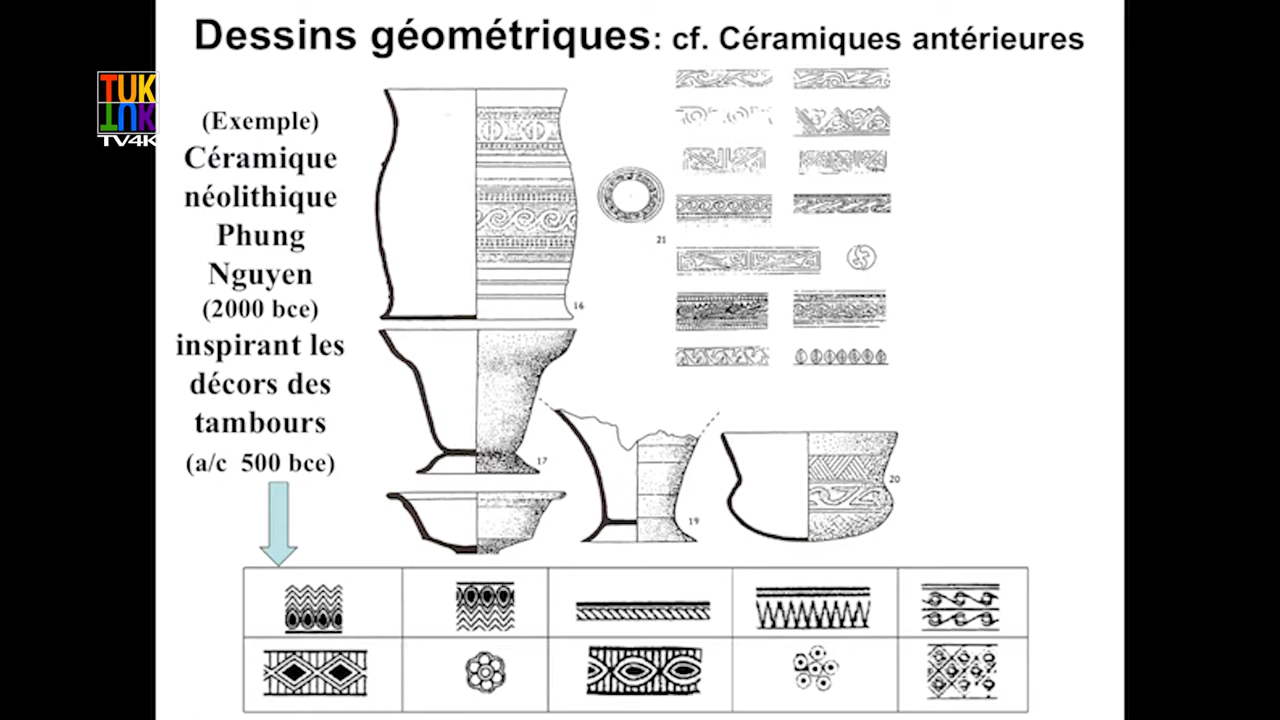 Dessins géométriques: cf. Céramiques antérieures
TUK
TUK
TV4K
(Exemple)
Céramique
néolithique
Phung
Nguyen
(2000 bce)
inspirant les
décors des
tambours
(a/c 500 bce)
16
21
17
19
20